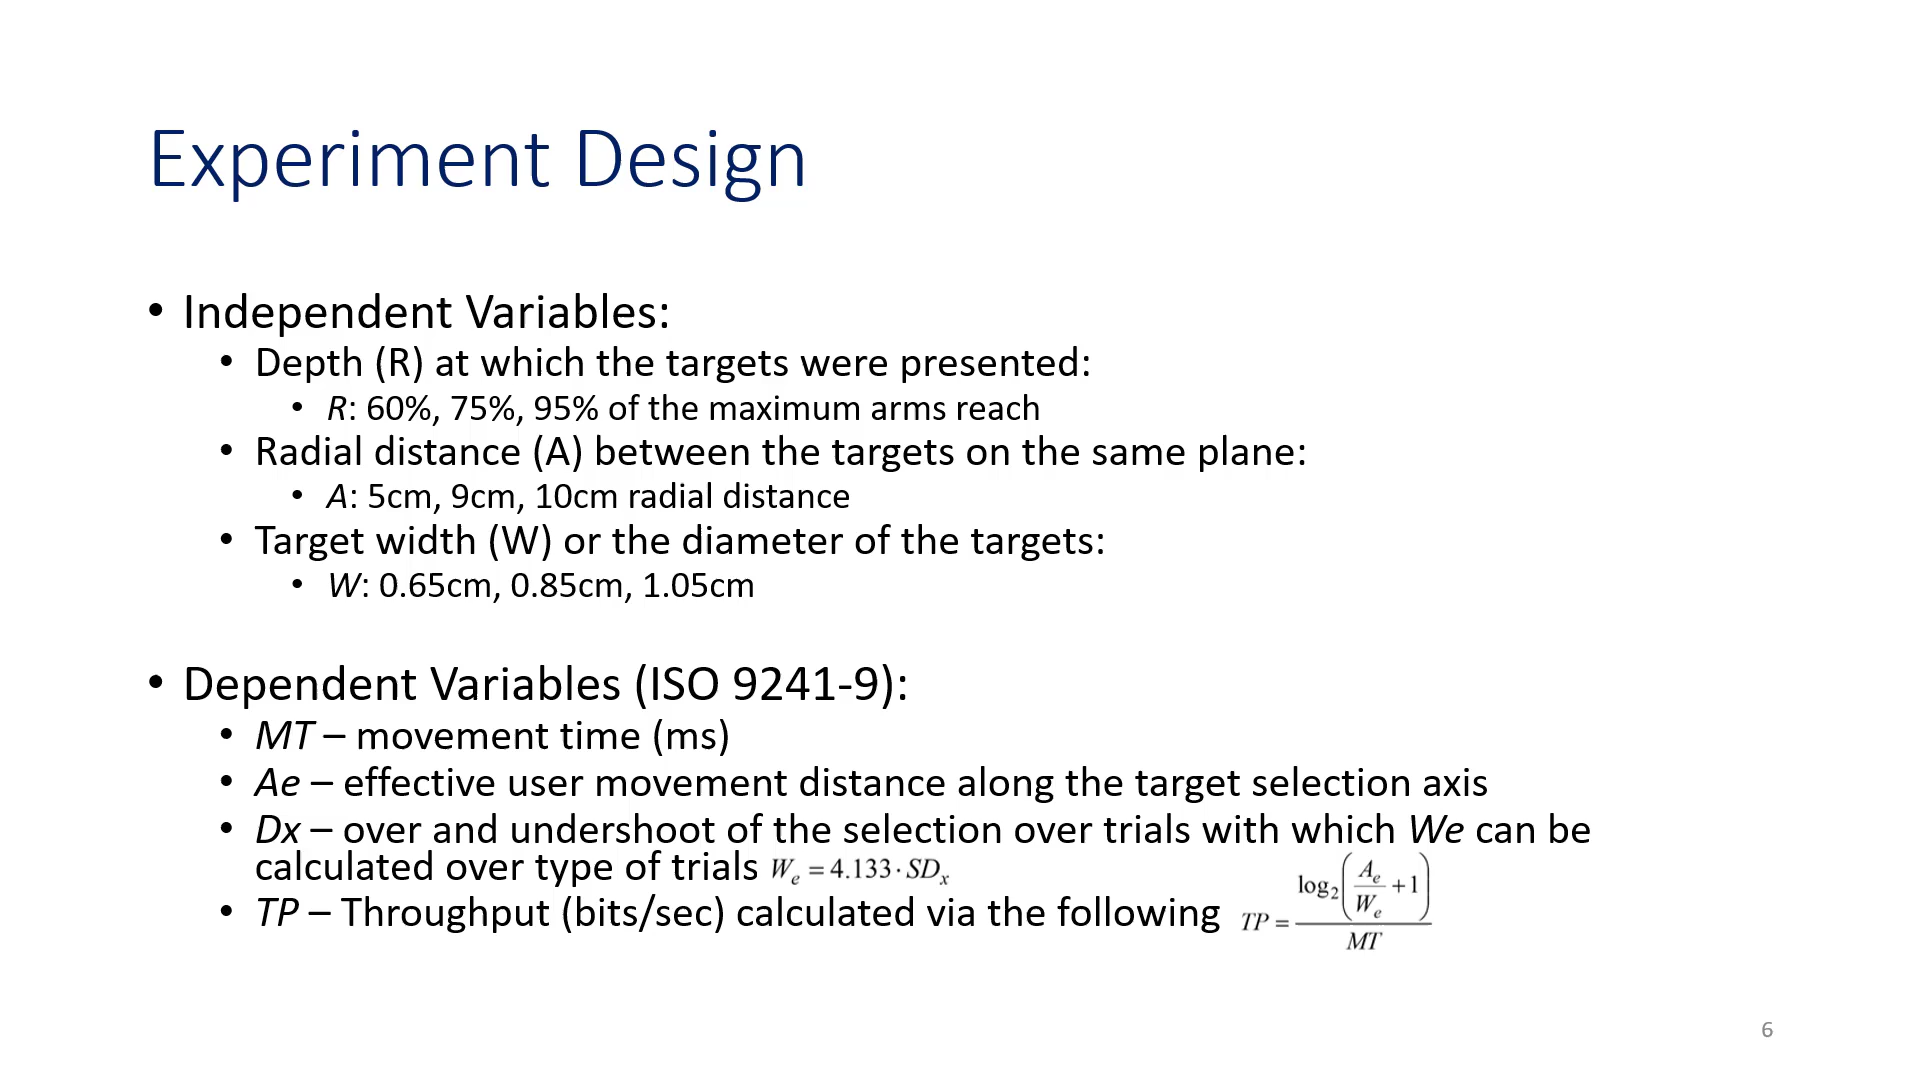 Experiment Design
• Independent Variables:
• Depth (R) at which the targets were presented:
• R: 60%, 75%, 95% of the maximum arms reach
• Radial distance (A) between the targets on the same plane:
• A: 5cm, 9cm, 10cm radial distance
• Target width (W) or the diameter of the targets:
• W: 0.65cm, 0.85cm, 1.05cm
• Dependent Variables (ISO 9241-9):
• MT – movement time (ms)
• Ae – effective user movement distance along the target selection axis
• Dx – over and undershoot of the selection over trials with which We can be
calculated over type of trials W_e = 4.133 · SD_x
• TP – Throughput (bits/sec) calculated via the following TP = log_2(A_e/W_e + 1) / MT
6